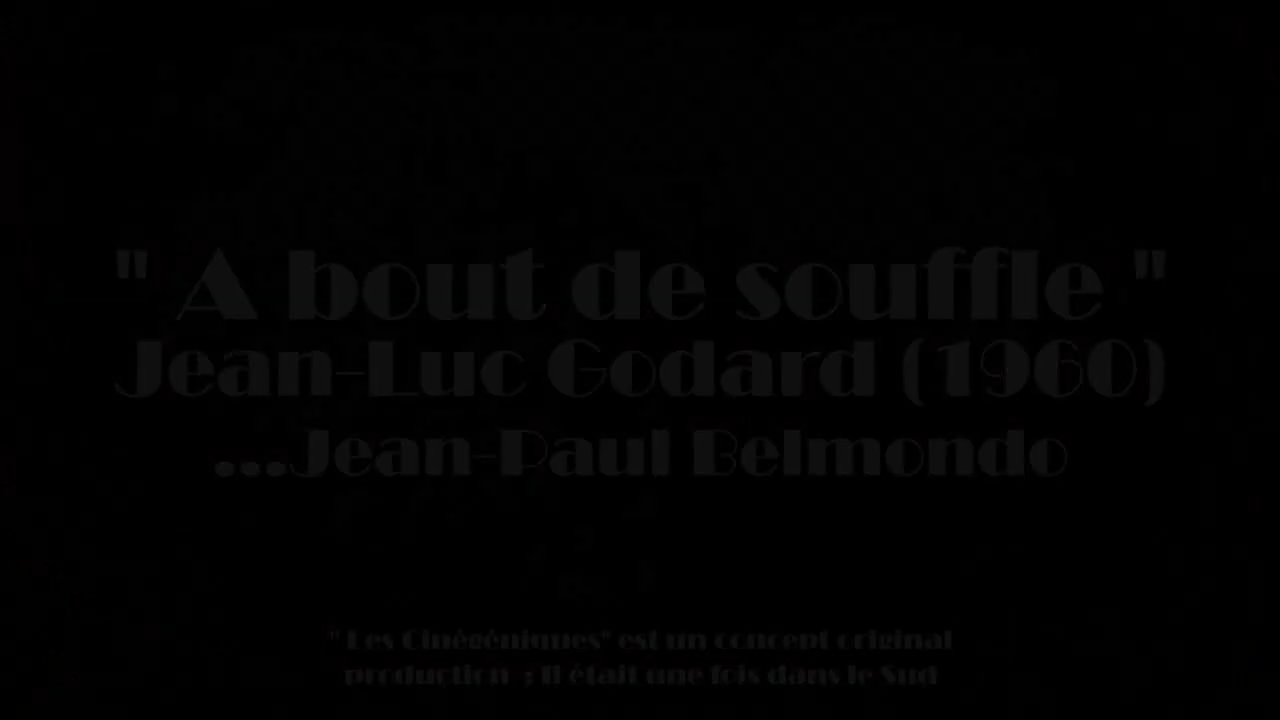 " A bout de souffle "
Jean-Luc Godard (1960)
...Jean-Paul Belmondo
" Les Cinégéniques" est un concept original
production : Il était une fois dans le Sud